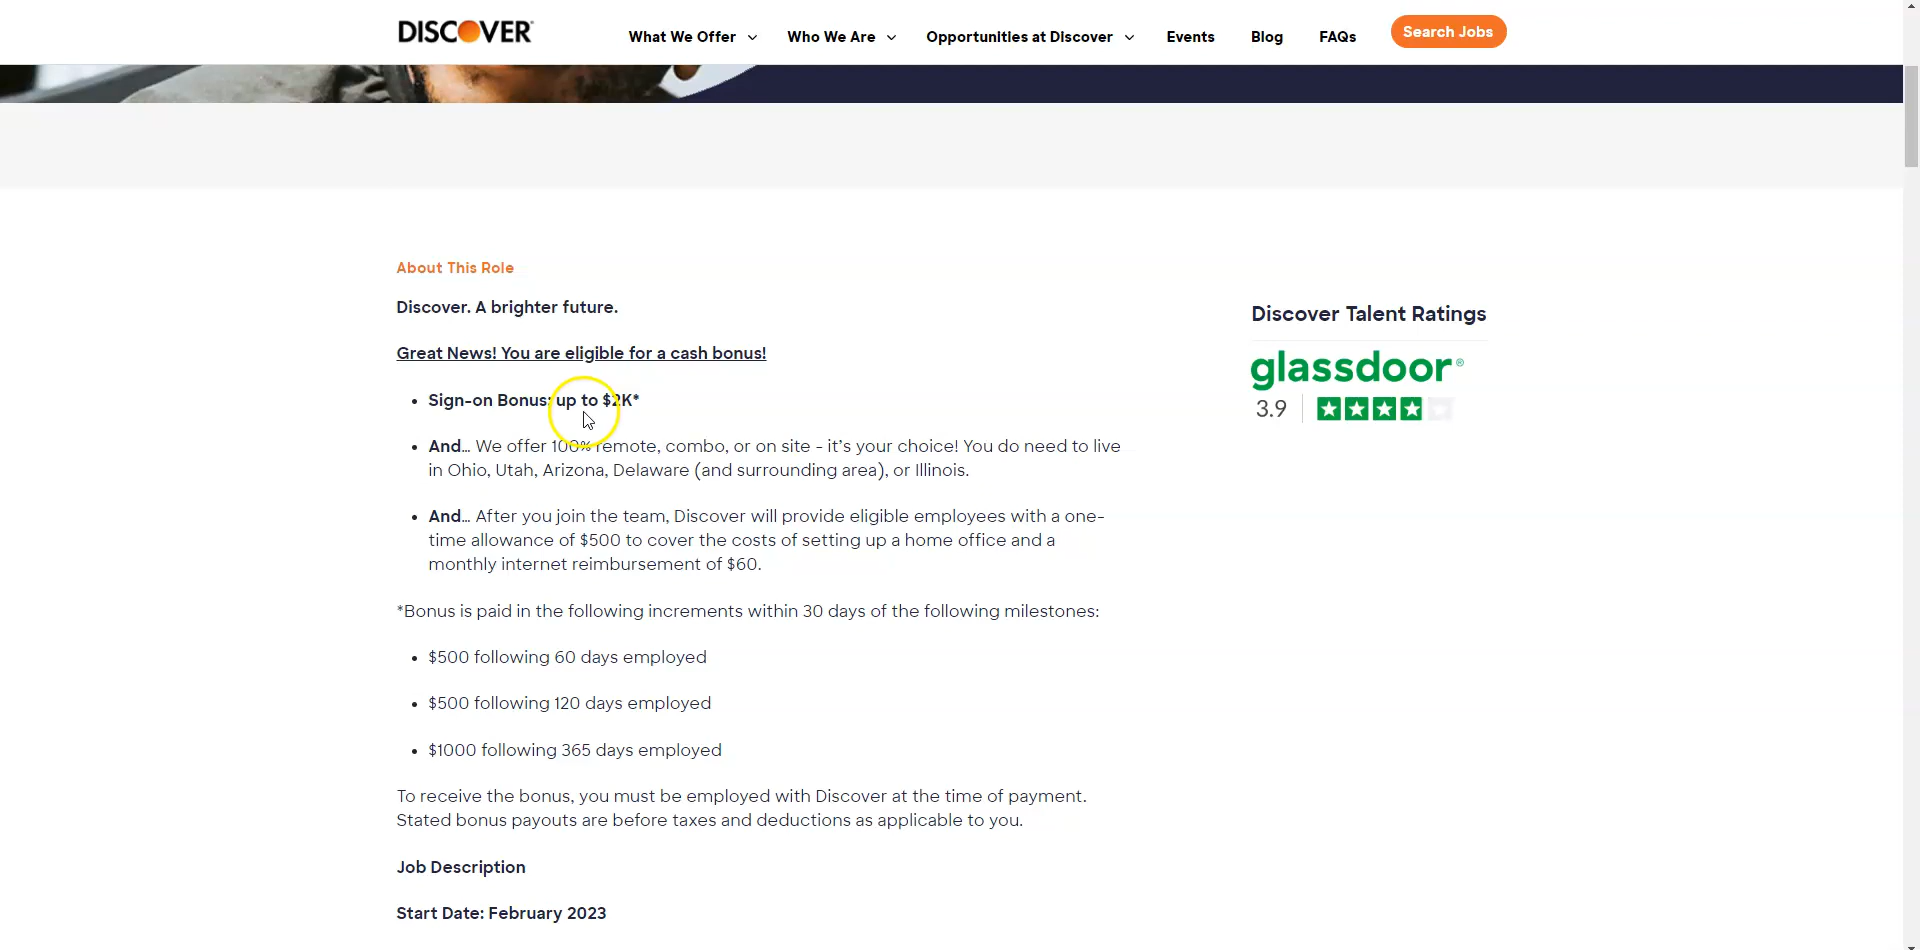 DISCOVER
What We Offer
Who We Are
Opportunities at Discover
Events
Blog
FAQs
Search Jobs
About This Role
Discover. A brighter future.
Great News! You are eligible for a cash bonus!
Sign-on Bonus: up to $2K*
And... We offer 100% remote, combo, or on site - it's your choice! You do need to live
in Ohio, Utah, Arizona, Delaware (and surrounding area), or Illinois.
And... After you join the team, Discover will provide eligible employees with a one-
time allowance of $500 to cover the costs of setting up a home office and a
monthly internet reimbursement of $60.
*Bonus is paid in the following increments within 30 days of the following milestones:
$500 following 60 days employed
$500 following 120 days employed
$1000 following 365 days employed
To receive the bonus, you must be employed with Discover at the time of payment.
Stated bonus payouts are before taxes and deductions as applicable to you.
Job Description
Start Date: February 2023
Discover Talent Ratings
glassdoor®
3.9